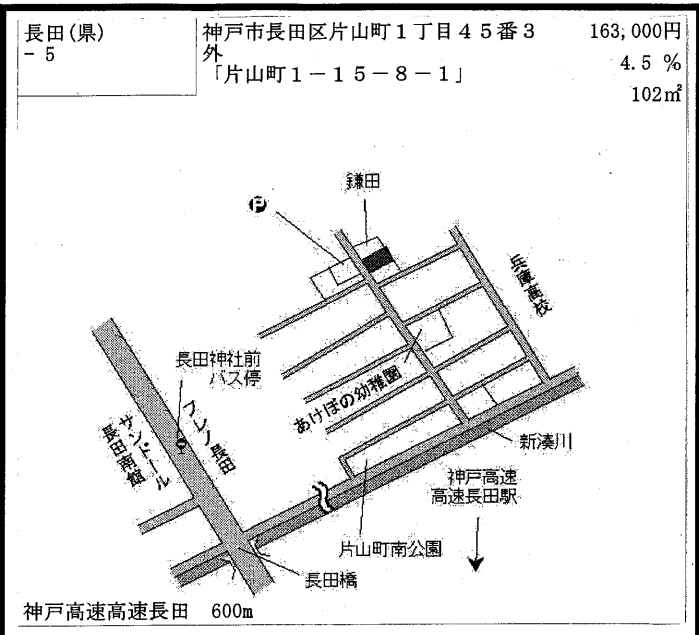 長田(県)
- 5
神戸市長田区片山町１丁目４５番３
外
「片山町１－１５－８－１」
163,000円
4.5 %
102㎡
鎌田
P
兵庫高校
長田神社前
バス停
あけぼの幼稚園
フレノ長田
サンドール
長田南館
新湊川
神戸高速
高速長田駅
片山町南公園
長田橋
神戸高速高速長田 600m